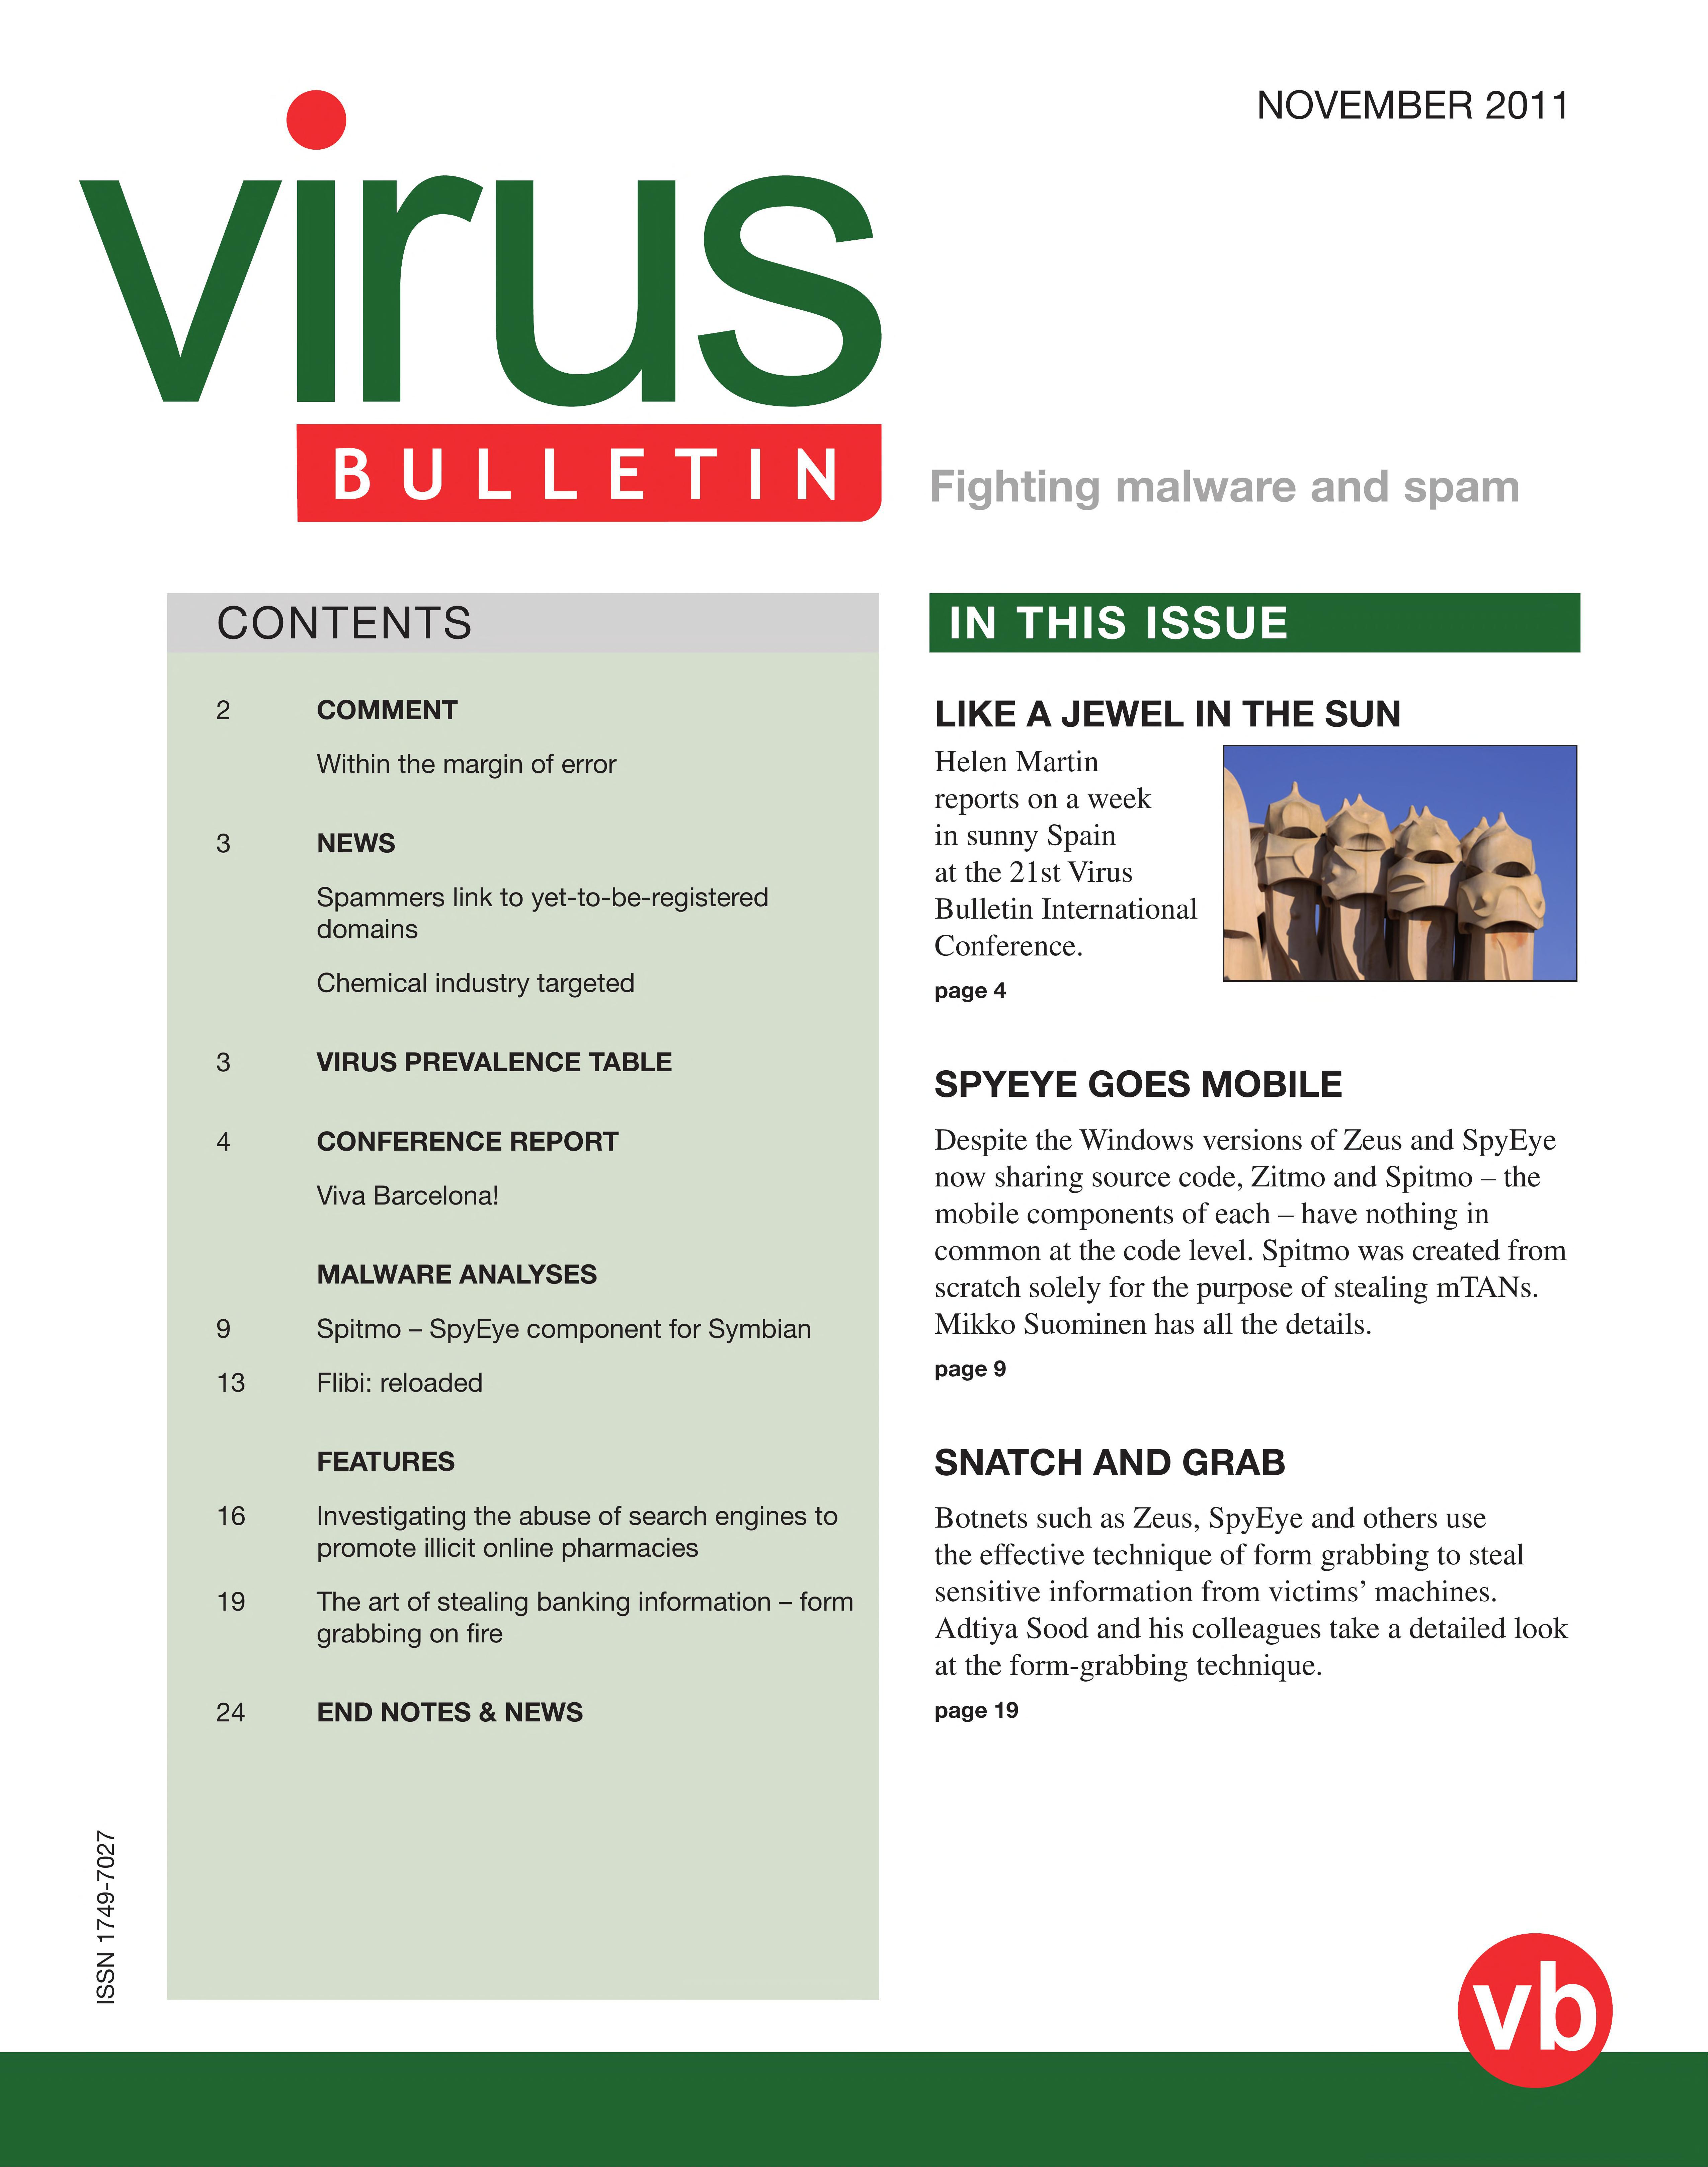 NOVEMBER 2011
virus
BULLETIN
Fighting malware and spam
CONTENTS
2 COMMENT
Within the margin of error
3 NEWS
Spammers link to yet-to-be-registered
domains
Chemical industry targeted
3 VIRUS PREVALENCE TABLE
4 CONFERENCE REPORT
Viva Barcelona!
MALWARE ANALYSES
9 Spitmo – SpyEye component for Symbian
13 Flibi: reloaded
FEATURES
16 Investigating the abuse of search engines to
promote illicit online pharmacies
19 The art of stealing banking information – form
grabbing on fire
24 END NOTES & NEWS
IN THIS ISSUE
LIKE A JEWEL IN THE SUN
Helen Martin
reports on a week
in sunny Spain
at the 21st Virus
Bulletin International
Conference.
page 4
SPYEYE GOES MOBILE
Despite the Windows versions of Zeus and SpyEye
now sharing source code, Zitmo and Spitmo – the
mobile components of each – have nothing in
common at the code level. Spitmo was created from
scratch solely for the purpose of stealing mTANs.
Mikko Suominen has all the details.
page 9
SNATCH AND GRAB
Botnets such as Zeus, SpyEye and others use
the effective technique of form grabbing to steal
sensitive information from victims’ machines.
Adtiya Sood and his colleagues take a detailed look
at the form-grabbing technique.
page 19
ISSN 1749-7027
vb